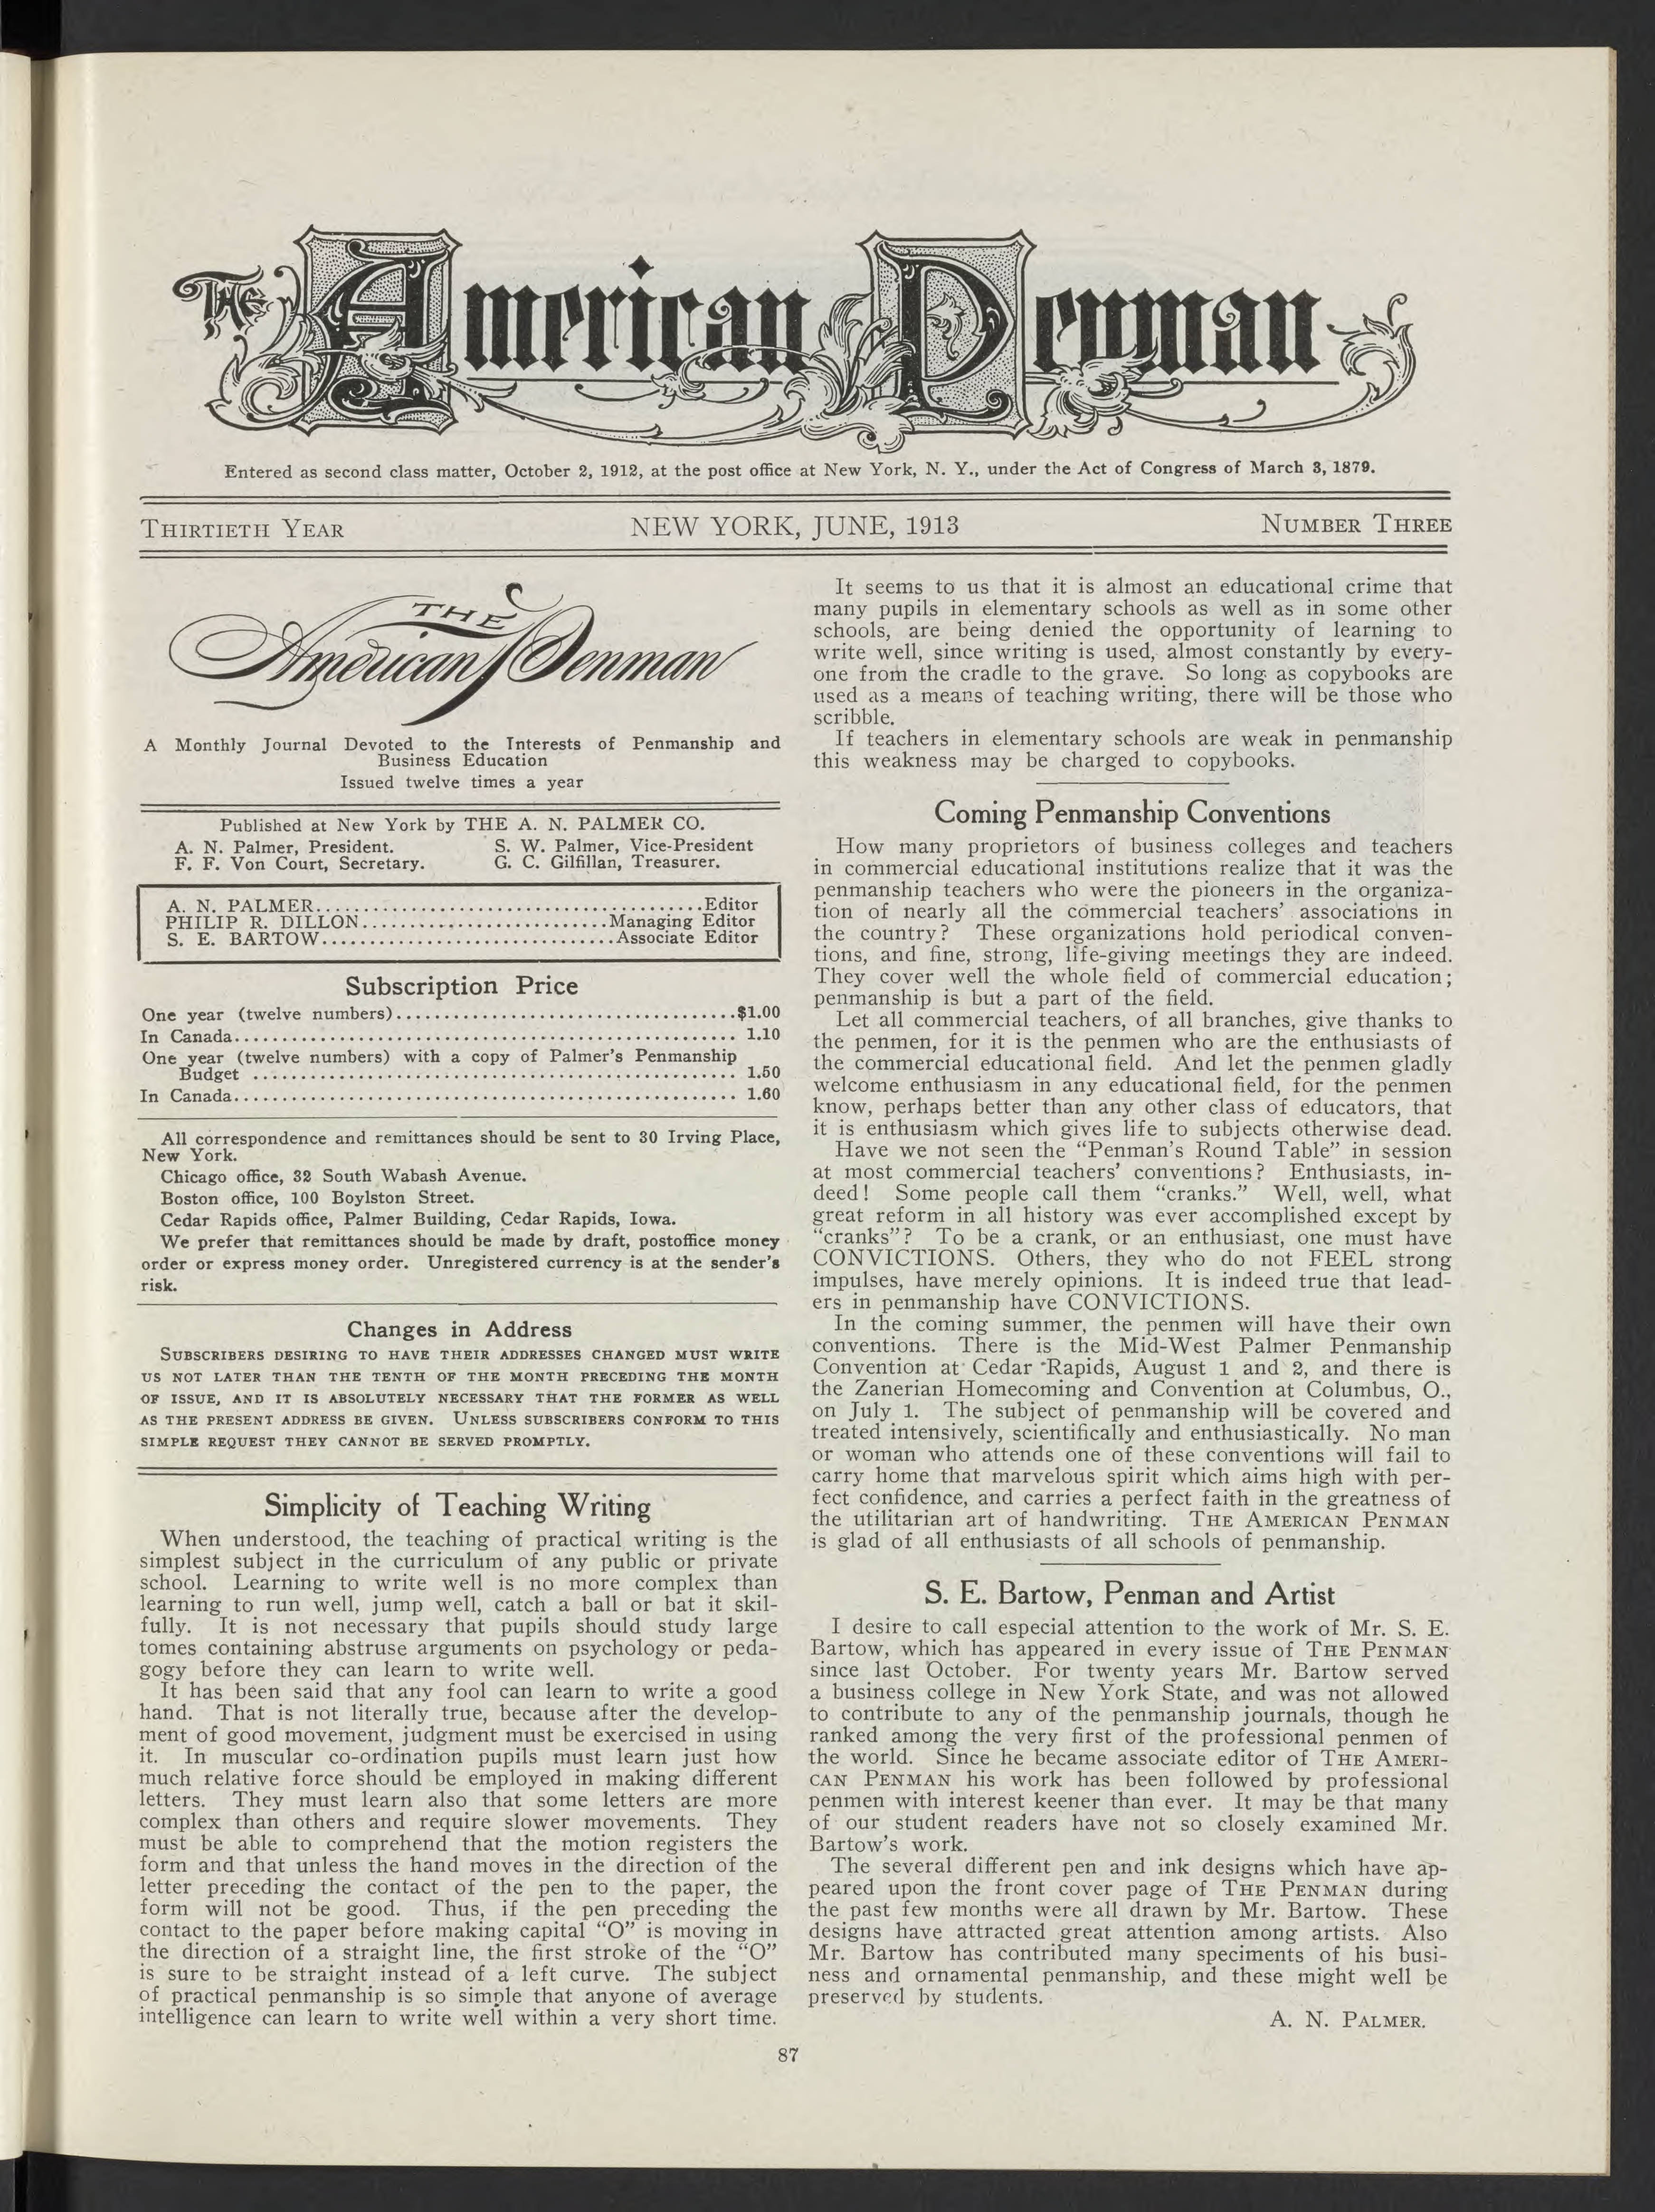 The American Penman
Entered as second class matter, October 2, 1912, at the post office at New York, N. Y., under the Act of Congress of March 3, 1879.
THIRTIETH YEAR
NEW YORK, JUNE, 1913
NUMBER THREE
THE
American Penman
A Monthly Journal Devoted to the Interests of Penmanship and
Business Education
Issued twelve times a year
Published at New York by THE A. N. PALMER CO.
A. N. Palmer, President. S. W. Palmer, Vice-President
F. F. Von Court, Secretary. G. C. Gilfillan, Treasurer.
A. N. PALMER........................................Editor
PHILIP R. DILLON..........................Managing Editor
S. E. BARTOW...............................Associate Editor
Subscription Price
One year (twelve numbers)....................................$1.00
In Canada..................................................... 1.10
One year (twelve numbers) with a copy of Palmer's Penmanship
Budget ................................................... 1.50
In Canada..................................................... 1.60
All correspondence and remittances should be sent to 30 Irving Place,
New York.
Chicago office, 32 South Wabash Avenue.
Boston office, 100 Boylston Street.
Cedar Rapids office, Palmer Building, Cedar Rapids, Iowa.
We prefer that remittances should be made by draft, postoffice money
order or express money order. Unregistered currency is at the sender's
risk.
Changes in Address
SUBSCRIBERS DESIRING TO HAVE THEIR ADDRESSES CHANGED MUST WRITE
US NOT LATER THAN THE TENTH OF THE MONTH PRECEDING THE MONTH
OF ISSUE, AND IT IS ABSOLUTELY NECESSARY THAT THE FORMER AS WELL
AS THE PRESENT ADDRESS BE GIVEN. UNLESS SUBSCRIBERS CONFORM TO THIS
SIMPLE REQUEST THEY CANNOT BE SERVED PROMPTLY.
Simplicity of Teaching Writing
When understood, the teaching of practical writing is the
simplest subject in the curriculum of any public or private
school. Learning to write well is no more complex than
learning to run well, jump well, catch a ball or bat it skil-
fully. It is not necessary that pupils should study large
tomes containing abstruse arguments on psychology or peda-
gogy before they can learn to write well.
It has been said that any fool can learn to write a good
hand. That is not literally true, because after the develop-
ment of good movement, judgment must be exercised in using
it. In muscular co-ordination pupils must learn just how
much relative force should be employed in making different
letters. They must learn also that some letters are more
complex than others and require slower movements. They
must be able to comprehend that the motion registers the
form and that unless the hand moves in the direction of the
letter preceding the contact of the pen to the paper, the
form will not be good. Thus, if the pen preceding the
contact to the paper before making capital "O" is moving in
the direction of a straight line, the first stroke of the "O"
is sure to be straight instead of a left curve. The subject
of practical penmanship is so simple that anyone of average
intelligence can learn to write well within a very short time.
It seems to us that it is almost an educational crime that
many pupils in elementary schools as well as in some other
schools, are being denied the opportunity of learning to
write well, since writing is used, almost constantly by every-
one from the cradle to the grave. So long as copybooks are
used as a means of teaching writing, there will be those who
scribble.
If teachers in elementary schools are weak in penmanship
this weakness may be charged to copybooks.
Coming Penmanship Conventions
How many proprietors of business colleges and teachers
in commercial educational institutions realize that it was the
penmanship teachers who were the pioneers in the organiza-
tion of nearly all the commercial teachers' associations in
the country? These organizations hold periodical conven-
tions, and fine, strong, life-giving meetings they are indeed.
They cover well the whole field of commercial education;
penmanship is but a part of the field.
Let all commercial teachers, of all branches, give thanks to
the penmen, for it is the penmen who are the enthusiasts of
the commercial educational field. And let the penmen gladly
welcome enthusiasm in any educational field, for the penmen
know, perhaps better than any other class of educators, that
it is enthusiasm which gives life to subjects otherwise dead.
Have we not seen the "Penman's Round Table" in session
at most commercial teachers' conventions? Enthusiasts, in-
deed! Some people call them "cranks." Well, well, what
great reform in all history was ever accomplished except by
"cranks"? To be a crank, or an enthusiast, one must have
CONVICTIONS. Others, they who do not FEEL strong
impulses, have merely opinions. It is indeed true that lead-
ers in penmanship have CONVICTIONS.
In the coming summer, the penmen will have their own
conventions. There is the Mid-West Palmer Penmanship
Convention at Cedar Rapids, August 1 and 2, and there is
the Zanerian Homecoming and Convention at Columbus, O.,
on July 1. The subject of penmanship will be covered and
treated intensively, scientifically and enthusiastically. No man
or woman who attends one of these conventions will fail to
carry home that marvelous spirit which aims high with per-
fect confidence, and carries a perfect faith in the greatness of
the utilitarian art of handwriting. THE AMERICAN PENMAN
is glad of all enthusiasts of all schools of penmanship.
S. E. Bartow, Penman and Artist
I desire to call especial attention to the work of Mr. S. E.
Bartow, which has appeared in every issue of THE PENMAN
since last October. For twenty years Mr. Bartow served
a business college in New York State, and was not allowed
to contribute to any of the penmanship journals, though he
ranked among the very first of the professional penmen of
the world. Since he became associate editor of THE AMERI-
CAN PENMAN his work has been followed by professional
penmen with interest keener than ever. It may be that many
of our student readers have not so closely examined Mr.
Bartow's work.
The several different pen and ink designs which have ap-
peared upon the front cover page of THE PENMAN during
the past few months were all drawn by Mr. Bartow. These
designs have attracted great attention among artists. Also
Mr. Bartow has contributed many speciments of his busi-
ness and ornamental penmanship, and these might well be
preserved by students.
A. N. PALMER.
87